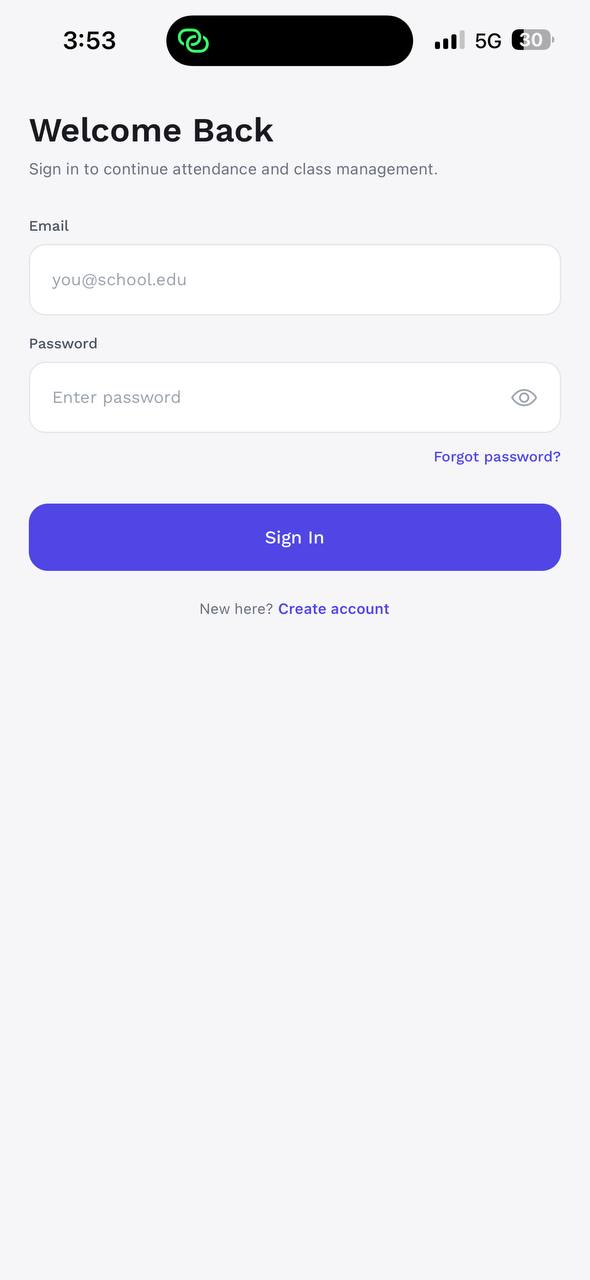 3:53 5G 30
Welcome Back
Sign in to continue attendance and class management.
Email
you@school.edu
Password
Enter password
Forgot password?
Sign In
New here? Create account